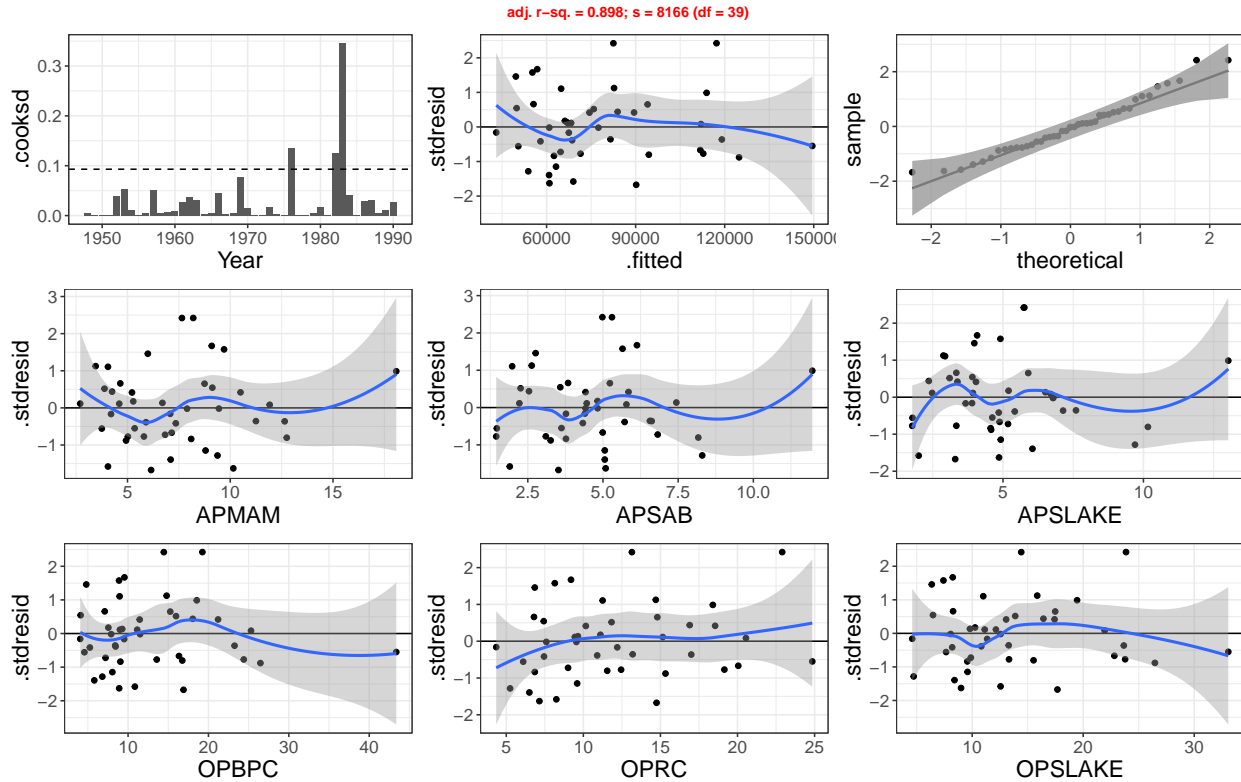 adj. r−sq. = 0.898; s = 8166 (df = 39)
.cooksd
0.3
0.2
0.1
0.0
1950 1960 1970 1980 1990
Year
.stdresid
2
1
0
−1
−2
60000 90000 120000 150000
.fitted
sample
2
0
−2
−2 −1 0 1 2
theoretical
.stdresid
3
2
1
0
−1
5 10 15
APMAM
.stdresid
3
2
1
0
−1
2.5 5.0 7.5 10.0
APSAB
.stdresid
2
1
0
−1
−2
5 10
APSLAKE
.stdresid
2
1
0
−1
−2
10 20 30 40
OPBPC
.stdresid
2
1
0
−1
−2
5 10 15 20 25
OPRC
.stdresid
2
1
0
−1
−2
10 20 30
OPSLAKE